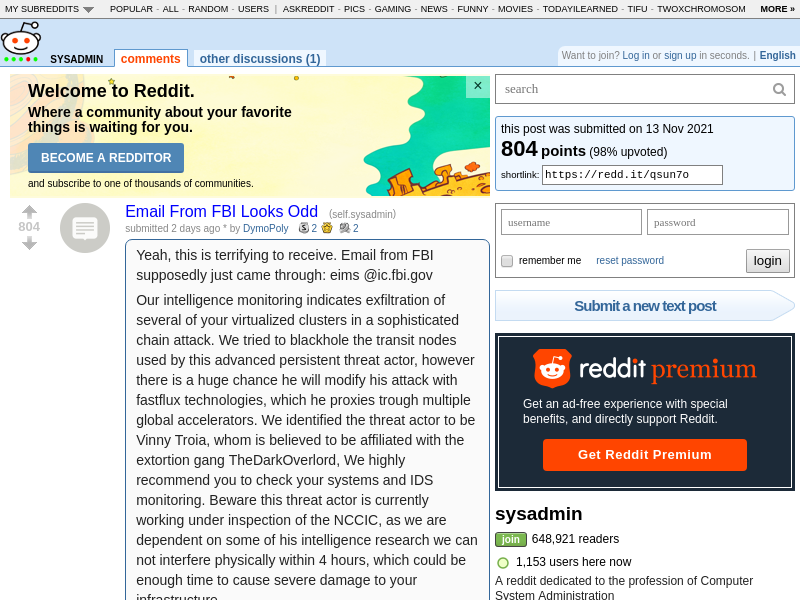 MY SUBREDDITS POPULAR - ALL - RANDOM - USERS | ASKREDDIT - PICS - GAMING - NEWS - FUNNY - MOVIES - TODAYILEARNED - TIFU - TWOXCHROMOSOM MORE »
SYSADMIN comments other discussions (1)
Want to join? Log in or sign up in seconds. | English
Welcome to Reddit.
Where a community about your favorite
things is waiting for you.
BECOME A REDDITOR
and subscribe to one of thousands of communities.
×
804
Email From FBI Looks Odd (self.sysadmin)
submitted 2 days ago * by DymoPoly 2 2
Yeah, this is terrifying to receive. Email from FBI
supposedly just came through: eims @ic.fbi.gov
Our intelligence monitoring indicates exfiltration of
several of your virtualized clusters in a sophisticated
chain attack. We tried to blackhole the transit nodes
used by this advanced persistent threat actor, however
there is a huge chance he will modify his attack with
fastflux technologies, which he proxies trough multiple
global accelerators. We identified the threat actor to be
Vinny Troia, whom is believed to be affiliated with the
extortion gang TheDarkOverlord, We highly
recommend you to check your systems and IDS
monitoring. Beware this threat actor is currently
working under inspection of the NCCIC, as we are
dependent on some of his intelligence research we can
not interfere physically within 4 hours, which could be
enough time to cause severe damage to your
infrastructure.
search
this post was submitted on 13 Nov 2021
804 points (98% upvoted)
shortlink: https://redd.it/qsun7o
username password
remember me reset password login
Submit a new text post
reddit premium
Get an ad-free experience with special
benefits, and directly support Reddit.
Get Reddit Premium
sysadmin
join 648,921 readers
1,153 users here now
A reddit dedicated to the profession of Computer
System Administration